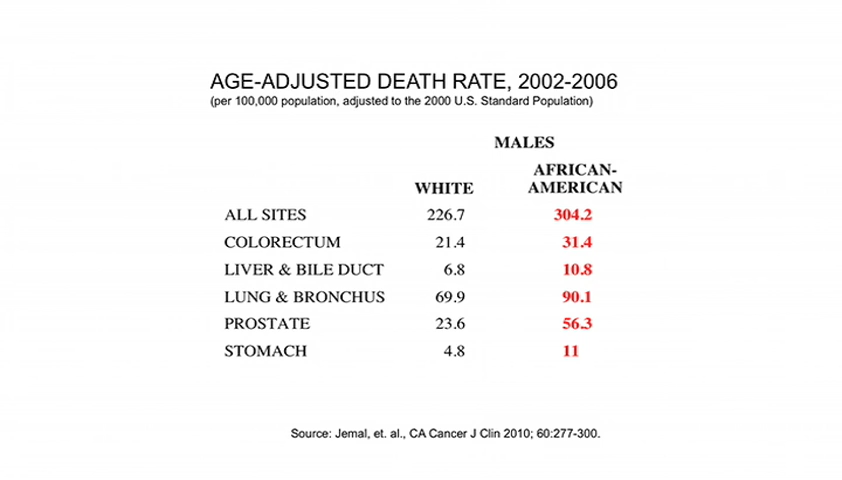 AGE-ADJUSTED DEATH RATE, 2002-2006
(per 100,000 population, adjusted to the 2000 U.S. Standard Population)
MALES
WHITE AFRICAN-
AMERICAN
ALL SITES 226.7 304.2
COLORECTUM 21.4 31.4
LIVER & BILE DUCT 6.8 10.8
LUNG & BRONCHUS 69.9 90.1
PROSTATE 23.6 56.3
STOMACH 4.8 11
Source: Jemal, et. al., CA Cancer J Clin 2010; 60:277-300.